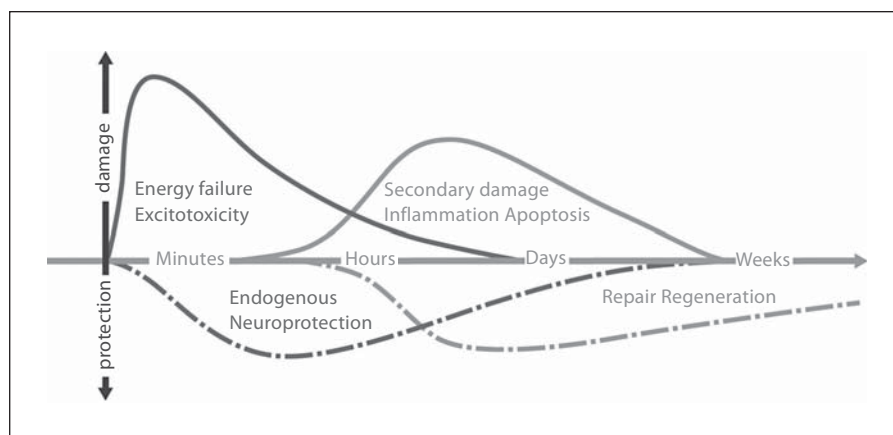 damage
Energy failure
Excitotoxicity
Secondary damage
Inflammation Apoptosis
Minutes
Hours
Days
Weeks
protection
Endogenous
Neuroprotection
Repair Regeneration